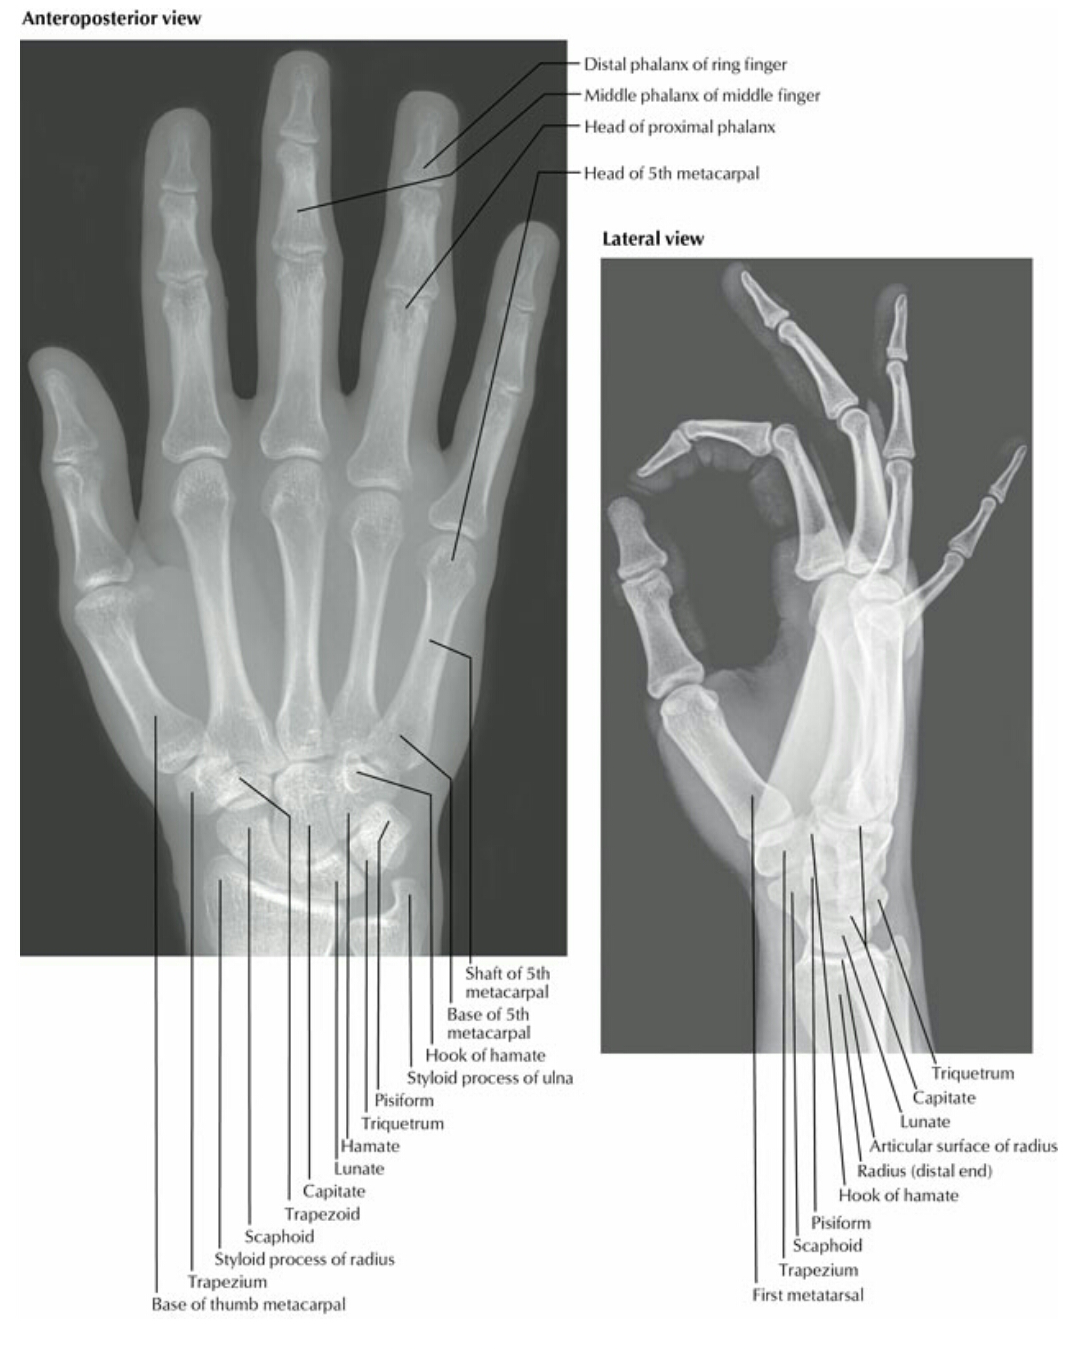 Anteroposterior view
Distal phalanx of ring finger
Middle phalanx of middle finger
Head of proximal phalanx
Head of 5th metacarpal
Shaft of 5th
metacarpal
Base of 5th
metacarpal
Hook of hamate
Styloid process of ulna
Pisiform
Triquetrum
Hamate
Lunate
Capitate
Trapezoid
Scaphoid
Styloid process of radius
Trapezium
Base of thumb metacarpal
Lateral view
Triquetrum
Capitate
Lunate
Articular surface of radius
Radius (distal end)
Hook of hamate
Pisiform
Scaphoid
Trapezium
First metatarsal